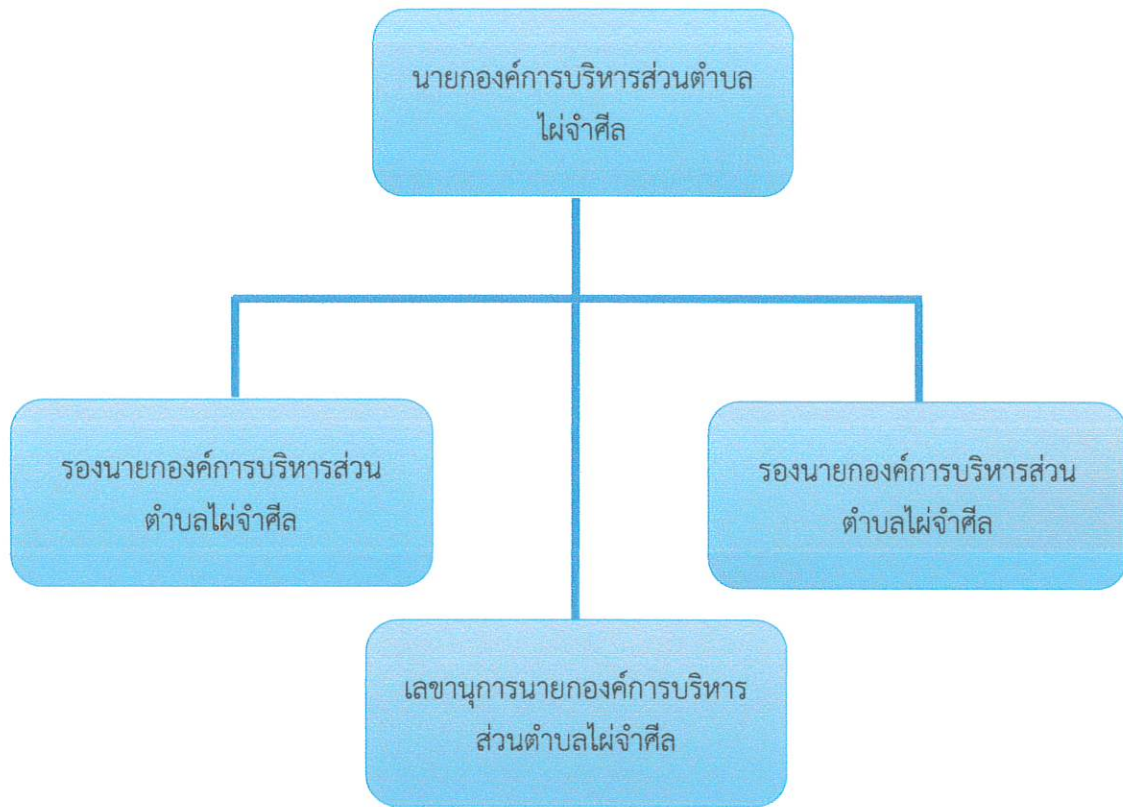 นายกองค์การบริหารส่วนตำบล
ไผ่จำศีล
รองนายกองค์การบริหารส่วน
ตำบลไผ่จำศีล
รองนายกองค์การบริหารส่วน
ตำบลไผ่จำศีล
เลขานุการนายกองค์การบริหาร
ส่วนตำบลไผ่จำศีล